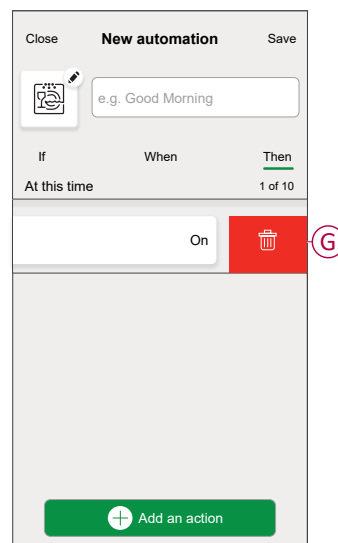 Close New automation Save
e.g. Good Morning
If When Then
At this time 1 of 10
On
G
Add an action